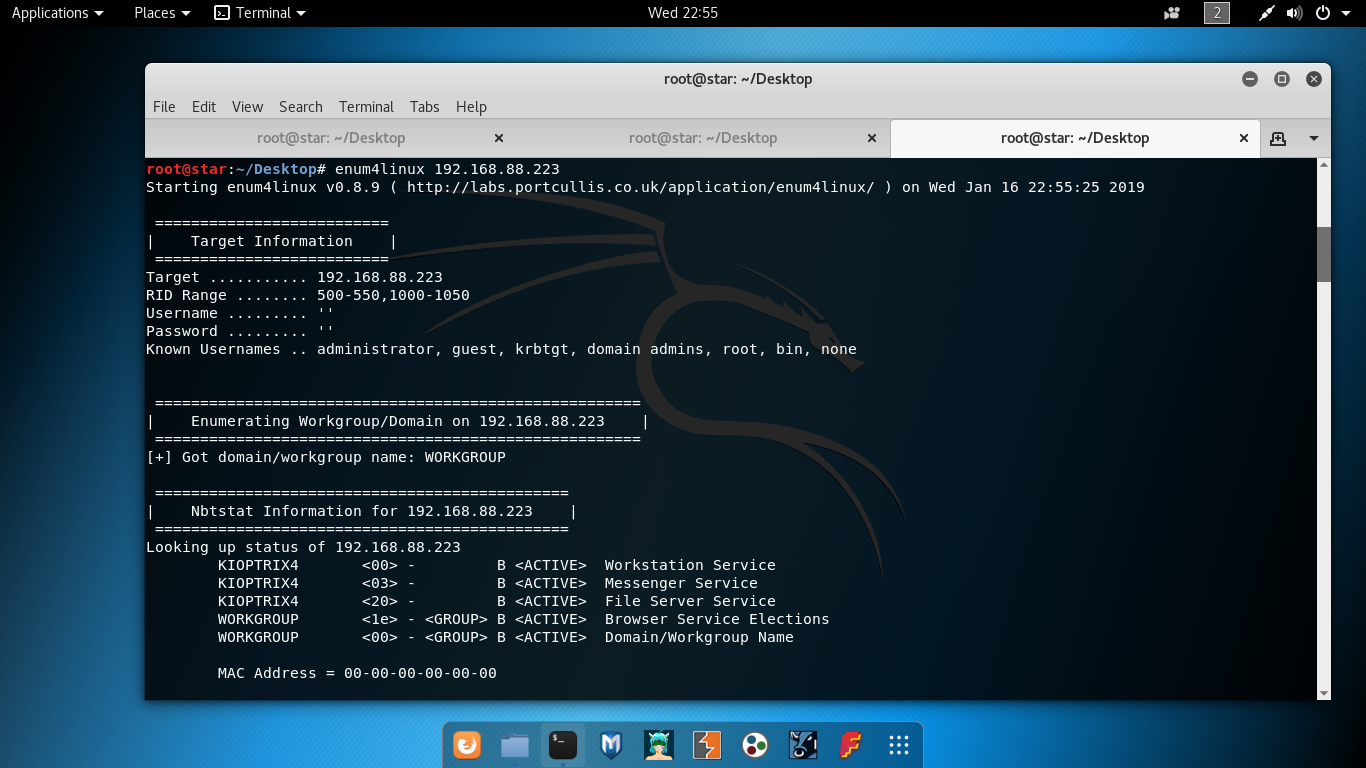 Applications Places Terminal Wed 22:55 2
root@star: ~/Desktop
File Edit View Search Terminal Tabs Help
root@star: ~/Desktop root@star: ~/Desktop root@star: ~/Desktop
root@star:~/Desktop# enum4linux 192.168.88.223
Starting enum4linux v0.8.9 ( http://labs.portcullis.co.uk/application/enum4linux/ ) on Wed Jan 16 22:55:25 2019
 ==========================
|    Target Information    |
 ==========================
Target ........... 192.168.88.223
RID Range ........ 500-550,1000-1050
Username ......... ''
Password ......... ''
Known Usernames .. administrator, guest, krbtgt, domain admins, root, bin, none
 ======================================================
|    Enumerating Workgroup/Domain on 192.168.88.223    |
 ======================================================
[+] Got domain/workgroup name: WORKGROUP
 ==============================================
|    Nbtstat Information for 192.168.88.223    |
 ==============================================
Looking up status of 192.168.88.223
        KIOPTRIX4       <00> -         B <ACTIVE>  Workstation Service
        KIOPTRIX4       <03> -         B <ACTIVE>  Messenger Service
        KIOPTRIX4       <20> -         B <ACTIVE>  File Server Service
        WORKGROUP       <1e> - <GROUP> B <ACTIVE>  Browser Service Elections
        WORKGROUP       <00> - <GROUP> B <ACTIVE>  Domain/Workgroup Name
        MAC Address = 00-00-00-00-00-00